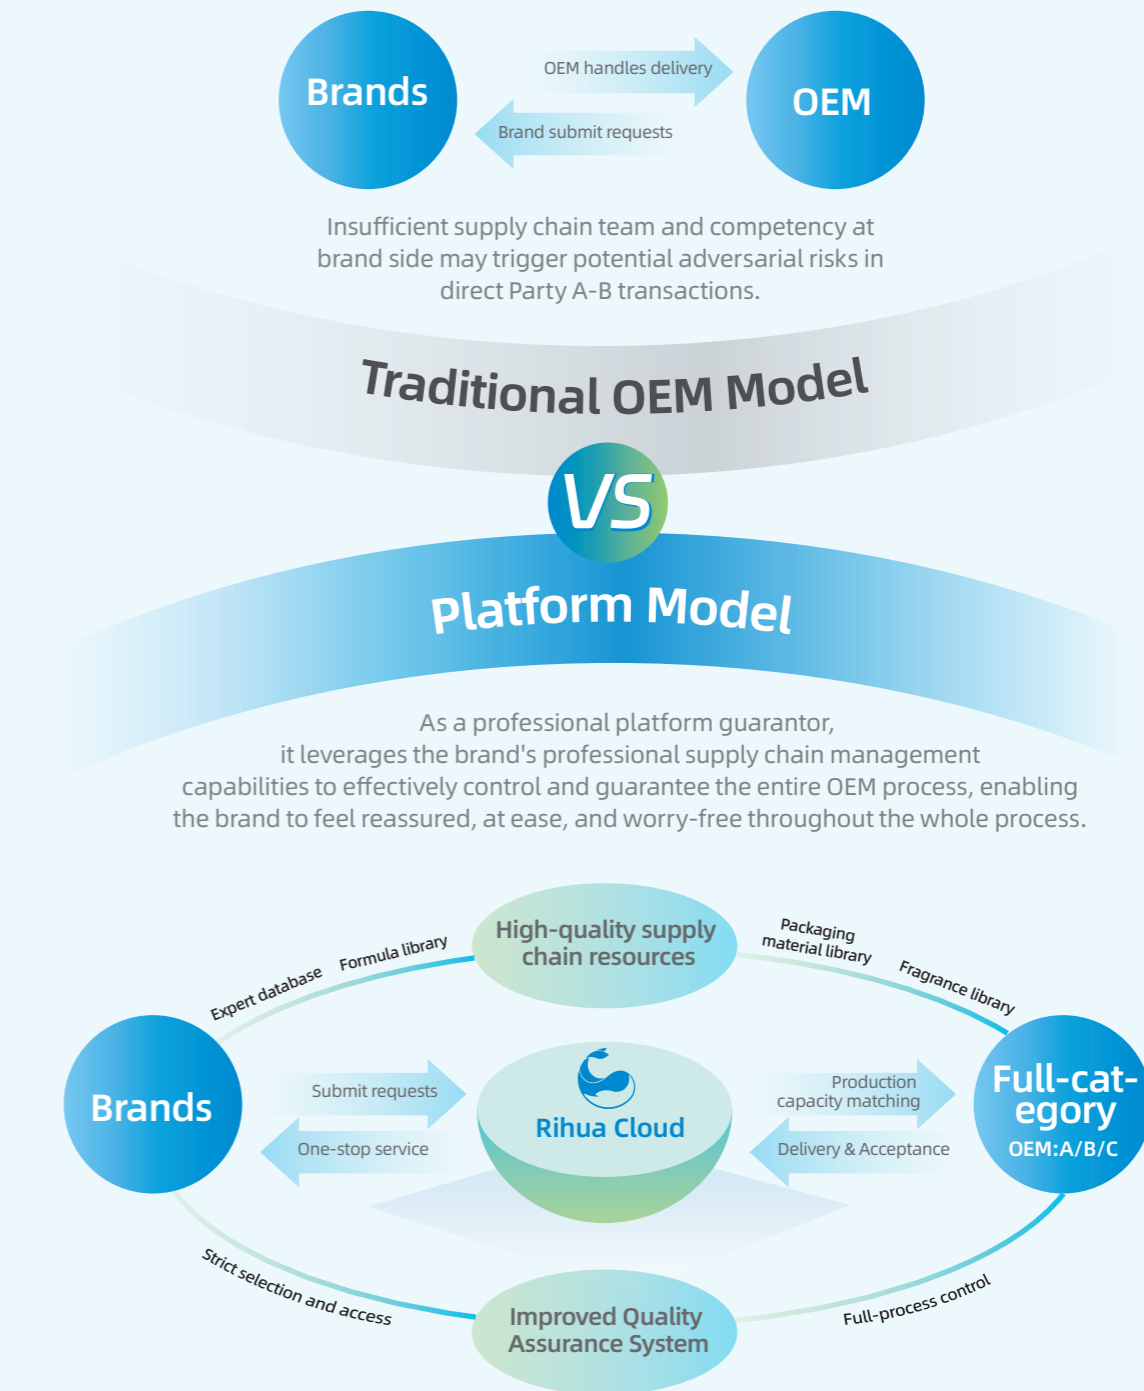 Brands
OEM handles delivery
Brand submit requests
OEM
Insufficient supply chain team and competency at
brand side may trigger potential adversarial risks in
direct Party A-B transactions.
Traditional OEM Model
VS
Platform Model
As a professional platform guarantor,
it leverages the brand's professional supply chain management
capabilities to effectively control and guarantee the entire OEM process, enabling
the brand to feel reassured, at ease, and worry-free throughout the whole process.
Expert database
Formula library
High-quality supply
chain resources
Packaging
material library
Fragrance library
Brands
Submit requests
One-stop service
Rihua Cloud
Production
capacity matching
Delivery & Acceptance
Full-cat-
egory
OEM:A/B/C
Strict selection and access
Improved Quality
Assurance System
Full-process control